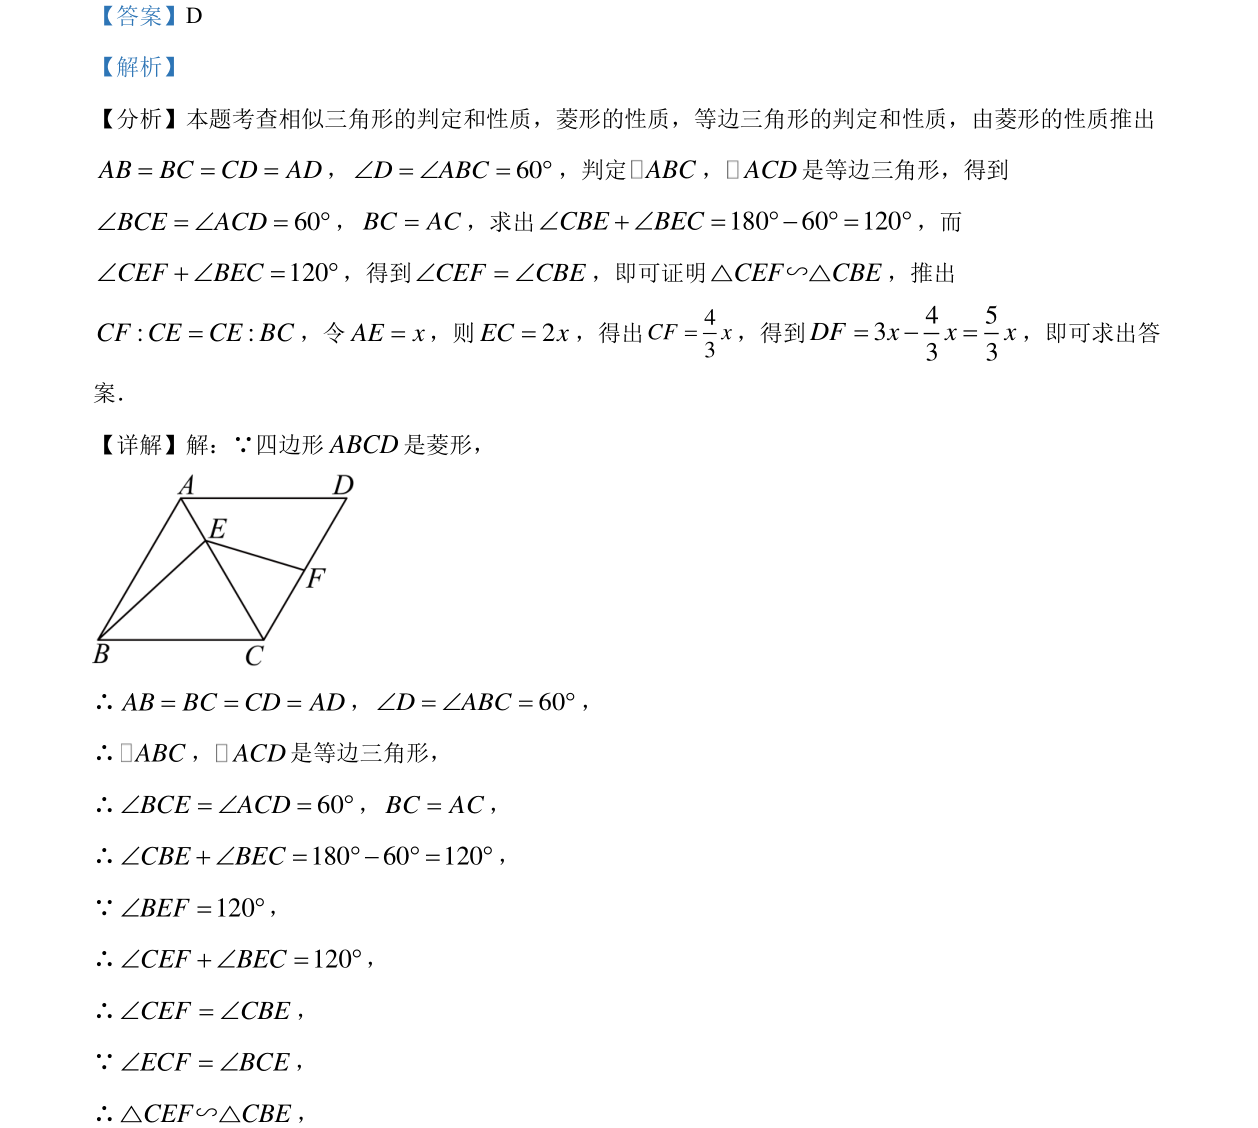 【答案】D
【解析】
【分析】本题考查相似三角形的判定和性质，菱形的性质，等边三角形的判定和性质，由菱形的性质推出
AB = BC = CD = AD，∠D = ∠ABC = 60°，判定□ABC，□ACD是等边三角形，得到
∠BCE = ∠ACD = 60°，BC = AC，求出∠CBE + ∠BEC = 180° − 60° = 120°，而
∠CEF + ∠BEC = 120°，得到∠CEF = ∠CBE，即可证明△CEF∽△CBE，推出
CF : CE = CE : BC，令 AE = x，则 EC = 2x，得出 CF = 4/3 x，得到 DF = 3x − 4/3 x = 5/3 x，即可求出答
案．
【详解】解：∵四边形 ABCD 是菱形，
A
D
E
F
B
C
∴ AB = BC = CD = AD，∠D = ∠ABC = 60°，
∴□ABC，□ACD是等边三角形，
∴ ∠BCE = ∠ACD = 60°，BC = AC，
∴ ∠CBE + ∠BEC = 180° − 60° = 120°，
∵ ∠BEF = 120°，
∴ ∠CEF + ∠BEC = 120°，
∴ ∠CEF = ∠CBE，
∵ ∠ECF = ∠BCE，
∴ △CEF∽△CBE，